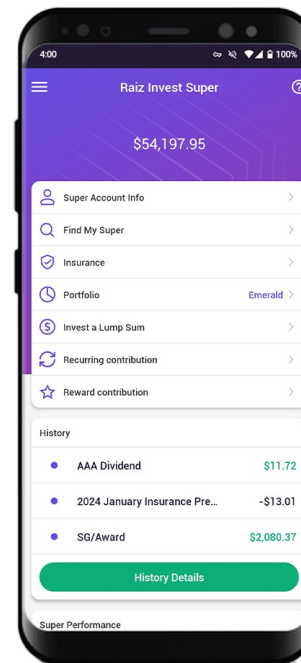 4:00
100%
Raiz Invest Super
$54,197.95
Super Account Info
Find My Super
Insurance
Portfolio Emerald
Invest a Lump Sum
Recurring contribution
Reward contribution
History
AAA Dividend $11.72
2024 January Insurance Pre... -$13.01
SG/Award $2,080.37
History Details
Super Performance